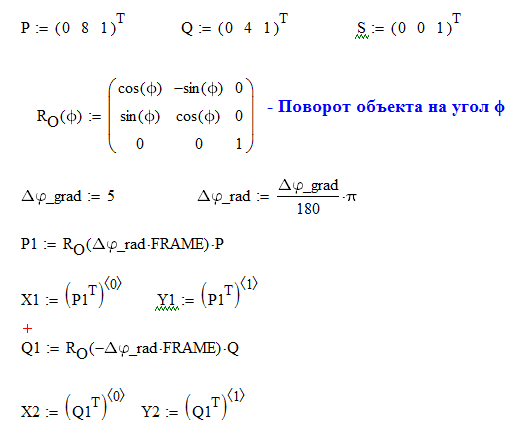 P := (0 8 1)^T Q := (0 4 1)^T S := (0 0 1)^T
R_O(ϕ) := ( cos(ϕ) −sin(ϕ) 0
sin(ϕ) cos(ϕ) 0
0 0 1 ) - Поворот объекта на угол ϕ
Δφ_grad := 5 Δφ_rad := Δφ_grad/180·π
P1 := R_O(Δφ_rad·FRAME)·P
X1 := (P1^T)^⟨0⟩ Y1 := (P1^T)^⟨1⟩
+
Q1 := R_O(−Δφ_rad·FRAME)·Q
X2 := (Q1^T)^⟨0⟩ Y2 := (Q1^T)^⟨1⟩